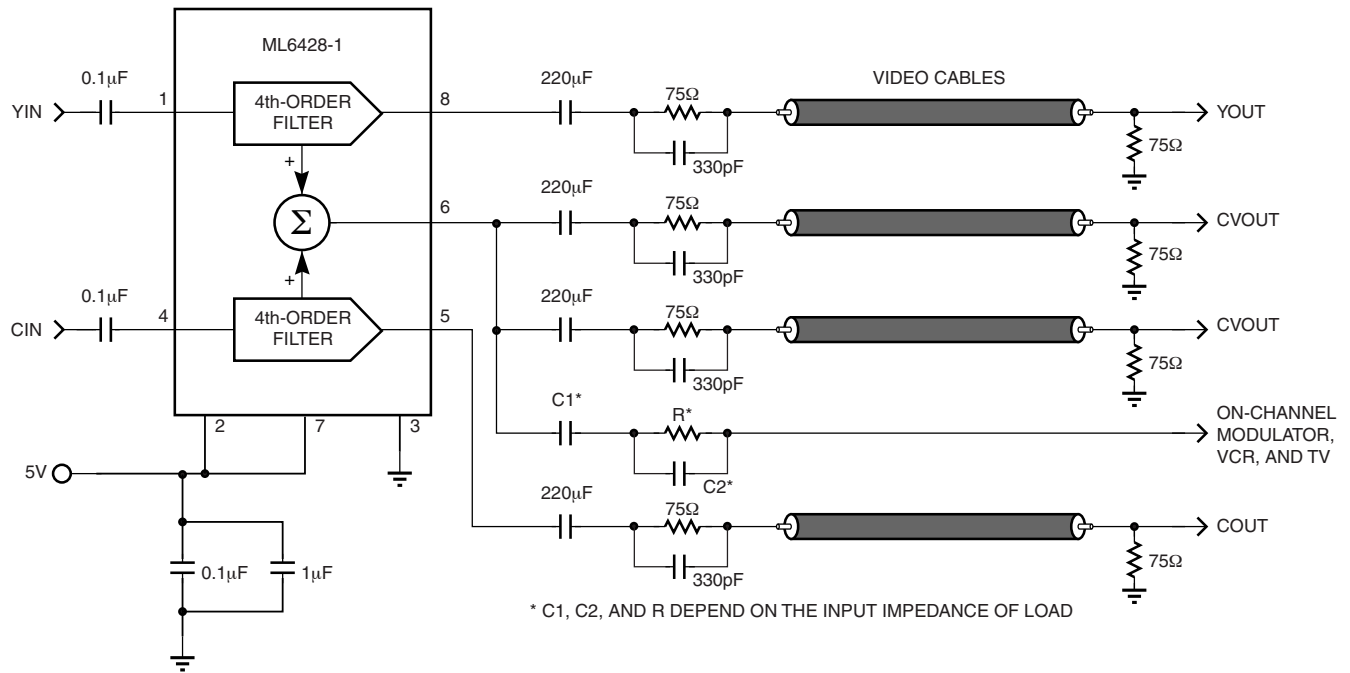 ML6428-1
0.1μF
220μF
75Ω
VIDEO CABLES
YIN
1
4th-ORDER
FILTER
8
YOUT
330pF
75Ω
+
220μF
75Ω
6
Σ
CVOUT
330pF
75Ω
+
0.1μF
220μF
75Ω
CIN
4
4th-ORDER
FILTER
5
CVOUT
330pF
75Ω
C1*
R*
2
7
3
ON-CHANNEL
MODULATOR,
VCR, AND TV
C2*
5V
220μF
75Ω
COUT
330pF
75Ω
0.1μF
1μF
* C1, C2, AND R DEPEND ON THE INPUT IMPEDANCE OF LOAD